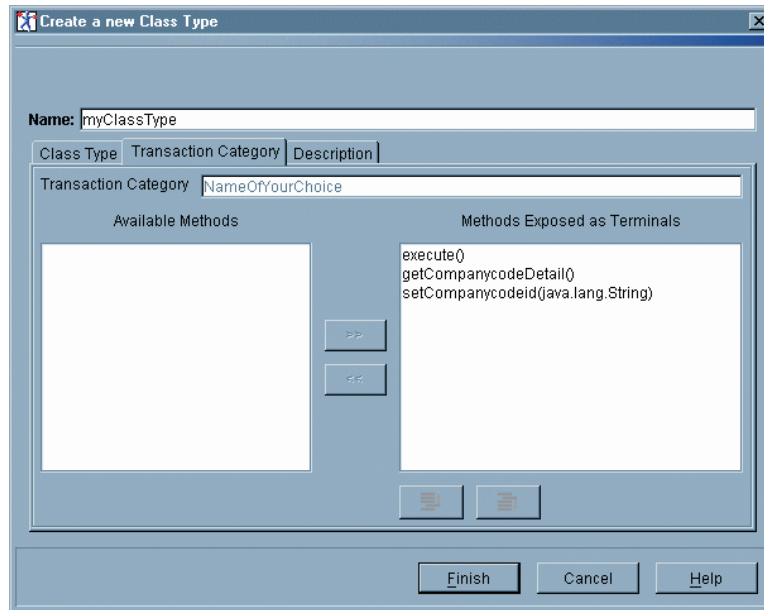 Create a new Class Type
Name: myClassType
Class Type Transaction Category Description
Transaction Category NameOfYourChoice
Available Methods Methods Exposed as Terminals
execute()
getCompanycodeDetail()
setCompanycodeid(java.lang.String)
>>
<<
Finish Cancel Help